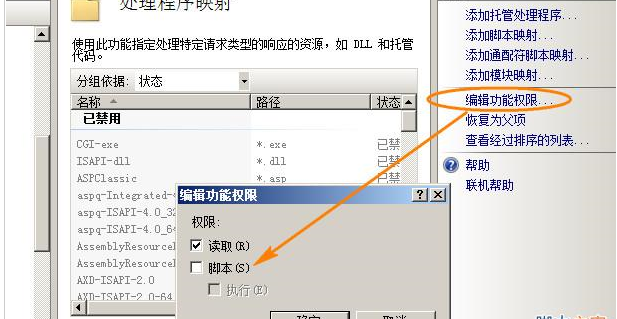 处理程序映射
使用此功能指定处理特定请求类型的响应的资源，如 DLL 和托管
代码。
分组依据: 状态
名称 路径 状态
已禁用
CGI-exe *.exe 已禁
ISAPI-dll *.dll 已禁
ASPClassic *.asp 已禁
aspq-Integrated-
aspq-ISAPI-4.0_32
aspq-ISAPI-4.0_64
AssemblyResource
AssemblyResource
AXD-ISAPI-2.0
AXD-ISAPI-2.0-64
编辑功能权限
权限:
读取(R)
脚本(S)
执行(E)
确定 取消
添加托管处理程序...
添加脚本映射...
添加通配符脚本映射...
添加模块映射...
编辑功能权限...
恢复为父项
查看经过排序的列表...
帮助
联机帮助